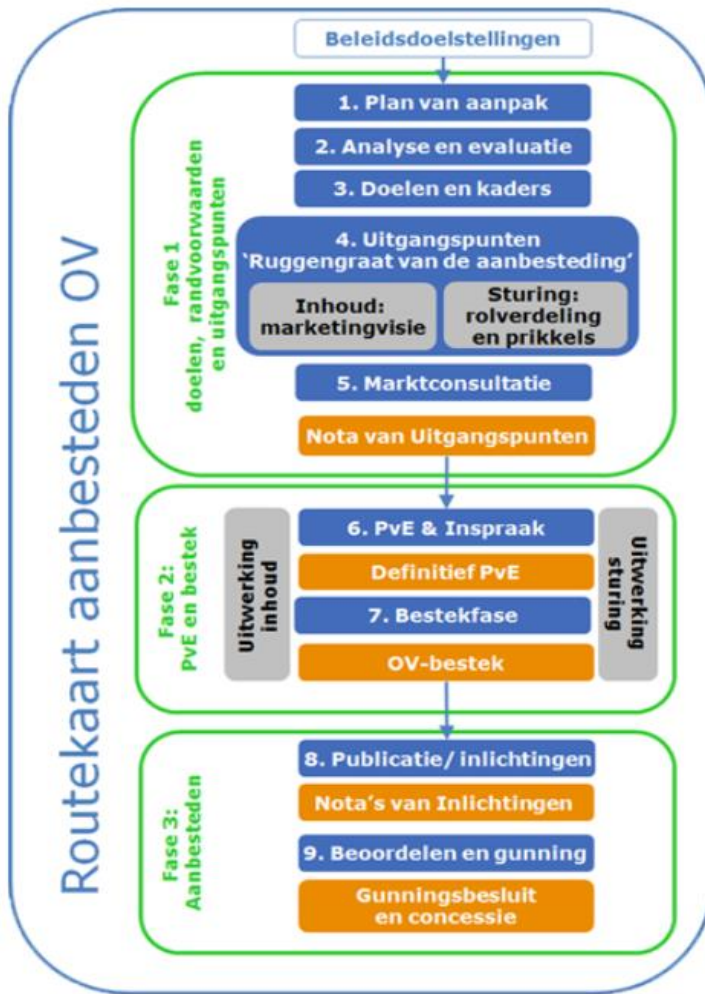 Routekaart aanbesteden OV
Beleidsdoelstellingen
Fase 1
doelen, randvoorwaarden
en uitgangspunten
1. Plan van aanpak
2. Analyse en evaluatie
3. Doelen en kaders
4. Uitgangspunten
‘Ruggengraat van de aanbesteding’
Inhoud:
marketingvisie
Sturing:
rolverdeling
en prikkels
5. Marktconsultatie
Nota van Uitgangspunten
Fase 2:
PvE en bestek
Uitwerking
inhoud
6. PvE & Inspraak
Definitief PvE
7. Bestekfase
OV-bestek
Uitwerking
sturing
Fase 3:
Aanbesteden
8. Publicatie/ inlichtingen
Nota’s van Inlichtingen
9. Beoordelen en gunning
Gunningsbesluit
en concessie